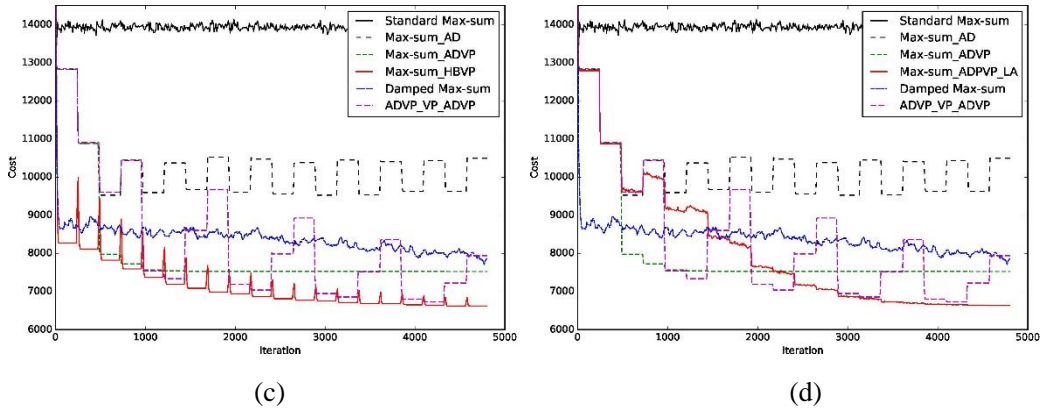 14000
13000
12000
11000
10000
9000
8000
7000
6000
Cost
0
1000
2000
3000
4000
5000
Iteration
Standard Max-sum
Max-sum_AD
Max-sum_ADVP
Max-sum_HBVP
Damped Max-sum
ADVP_VP_ADVP
(c)
14000
13000
12000
11000
10000
9000
8000
7000
6000
Cost
0
1000
2000
3000
4000
5000
Iteration
Standard Max-sum
Max-sum_AD
Max-sum_ADVP
Max-sum_ADPVP_LA
Damped Max-sum
ADVP_VP_ADVP
(d)